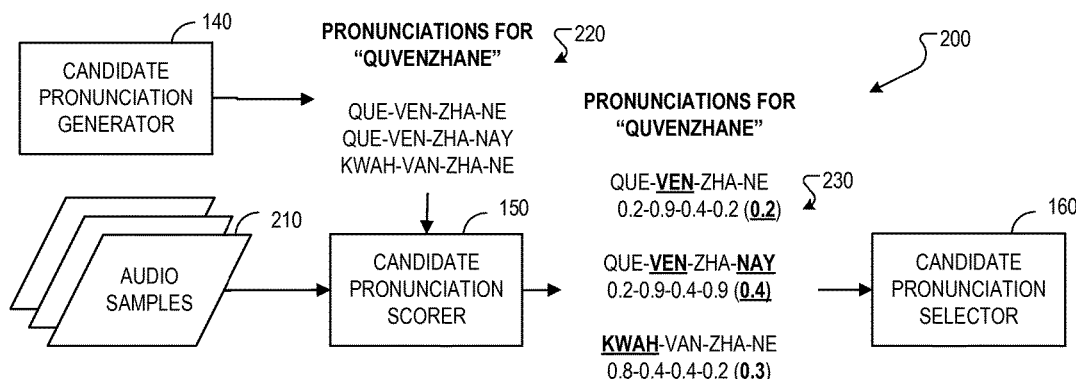 140
CANDIDATE
PRONUNCIATION
GENERATOR
PRONUNCIATIONS FOR
“QUVENZHANE”
220
QUE-VEN-ZHA-NE
QUE-VEN-ZHA-NAY
KWAH-VAN-ZHA-NE
200
PRONUNCIATIONS FOR
“QUVENZHANE”
210
AUDIO
SAMPLES
150
CANDIDATE
PRONUNCIATION
SCORER
QUE-VEN-ZHA-NE
0.2-0.9-0.4-0.2 (0.2)
230
QUE-VEN-ZHA-NAY
0.2-0.9-0.4-0.9 (0.4)
KWAH-VAN-ZHA-NE
0.8-0.4-0.4-0.2 (0.3)
160
CANDIDATE
PRONUNCIATION
SELECTOR